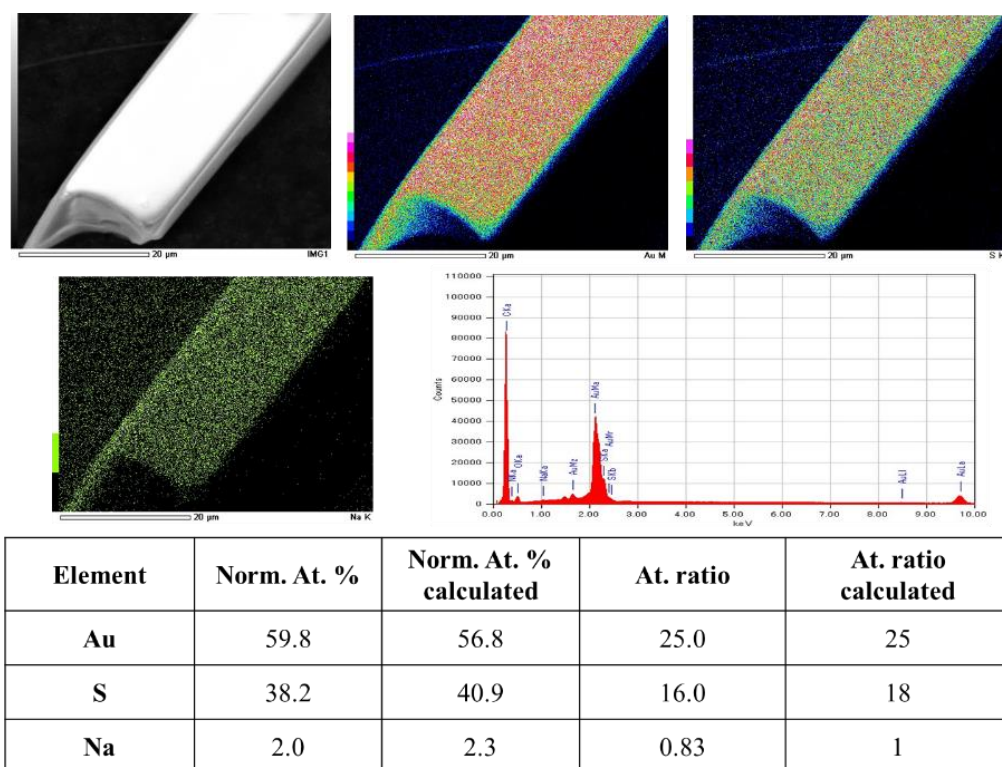 20 μm IMG1
20 μm Au M
20 μm S K
20 μm Na K
110000
100000
90000
80000
70000
60000
50000
40000
30000
20000
10000
0
Counts
CKa
NKa
OKa
NaKa
AuMz
AuMa
SKa
AuMr
SKb
AuLl
AuLa
0.00 1.00 2.00 3.00 4.00 5.00 6.00 7.00 8.00 9.00 10.00
keV
Element Norm. At. % Norm. At. % At. ratio At. ratio
calculated calculated
Au 59.8 56.8 25.0 25
S 38.2 40.9 16.0 18
Na 2.0 2.3 0.83 1